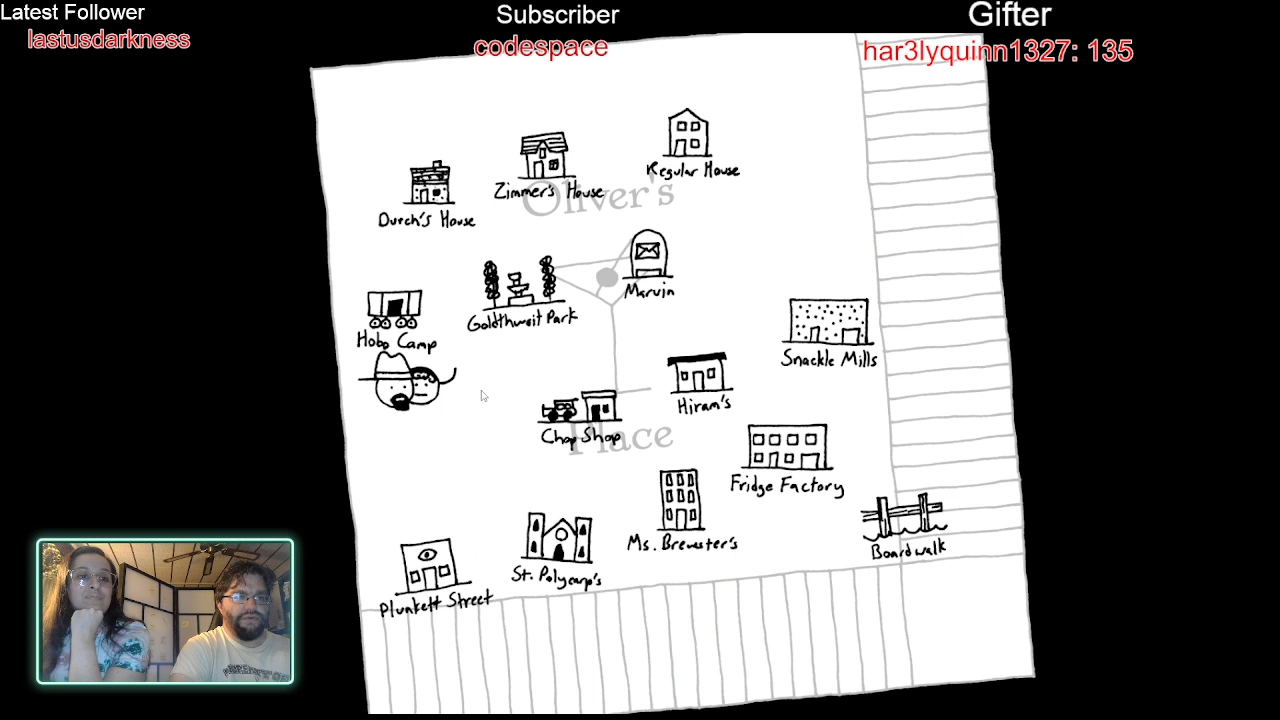 Latest Follower
lastusdarkness
Subscriber
codespace
Gifter
har3lyquinn1327: 135
Regular House
Zimmer's House
Oliver's
Durch's House
Marvin
Goldthwait Park
Hobo Camp
Snackle Mills
Hiram's
Chop Shop
Place
Fridge Factory
Ms. Brewster's
Boardwalk
St. Polycarp's
Plunkett Street